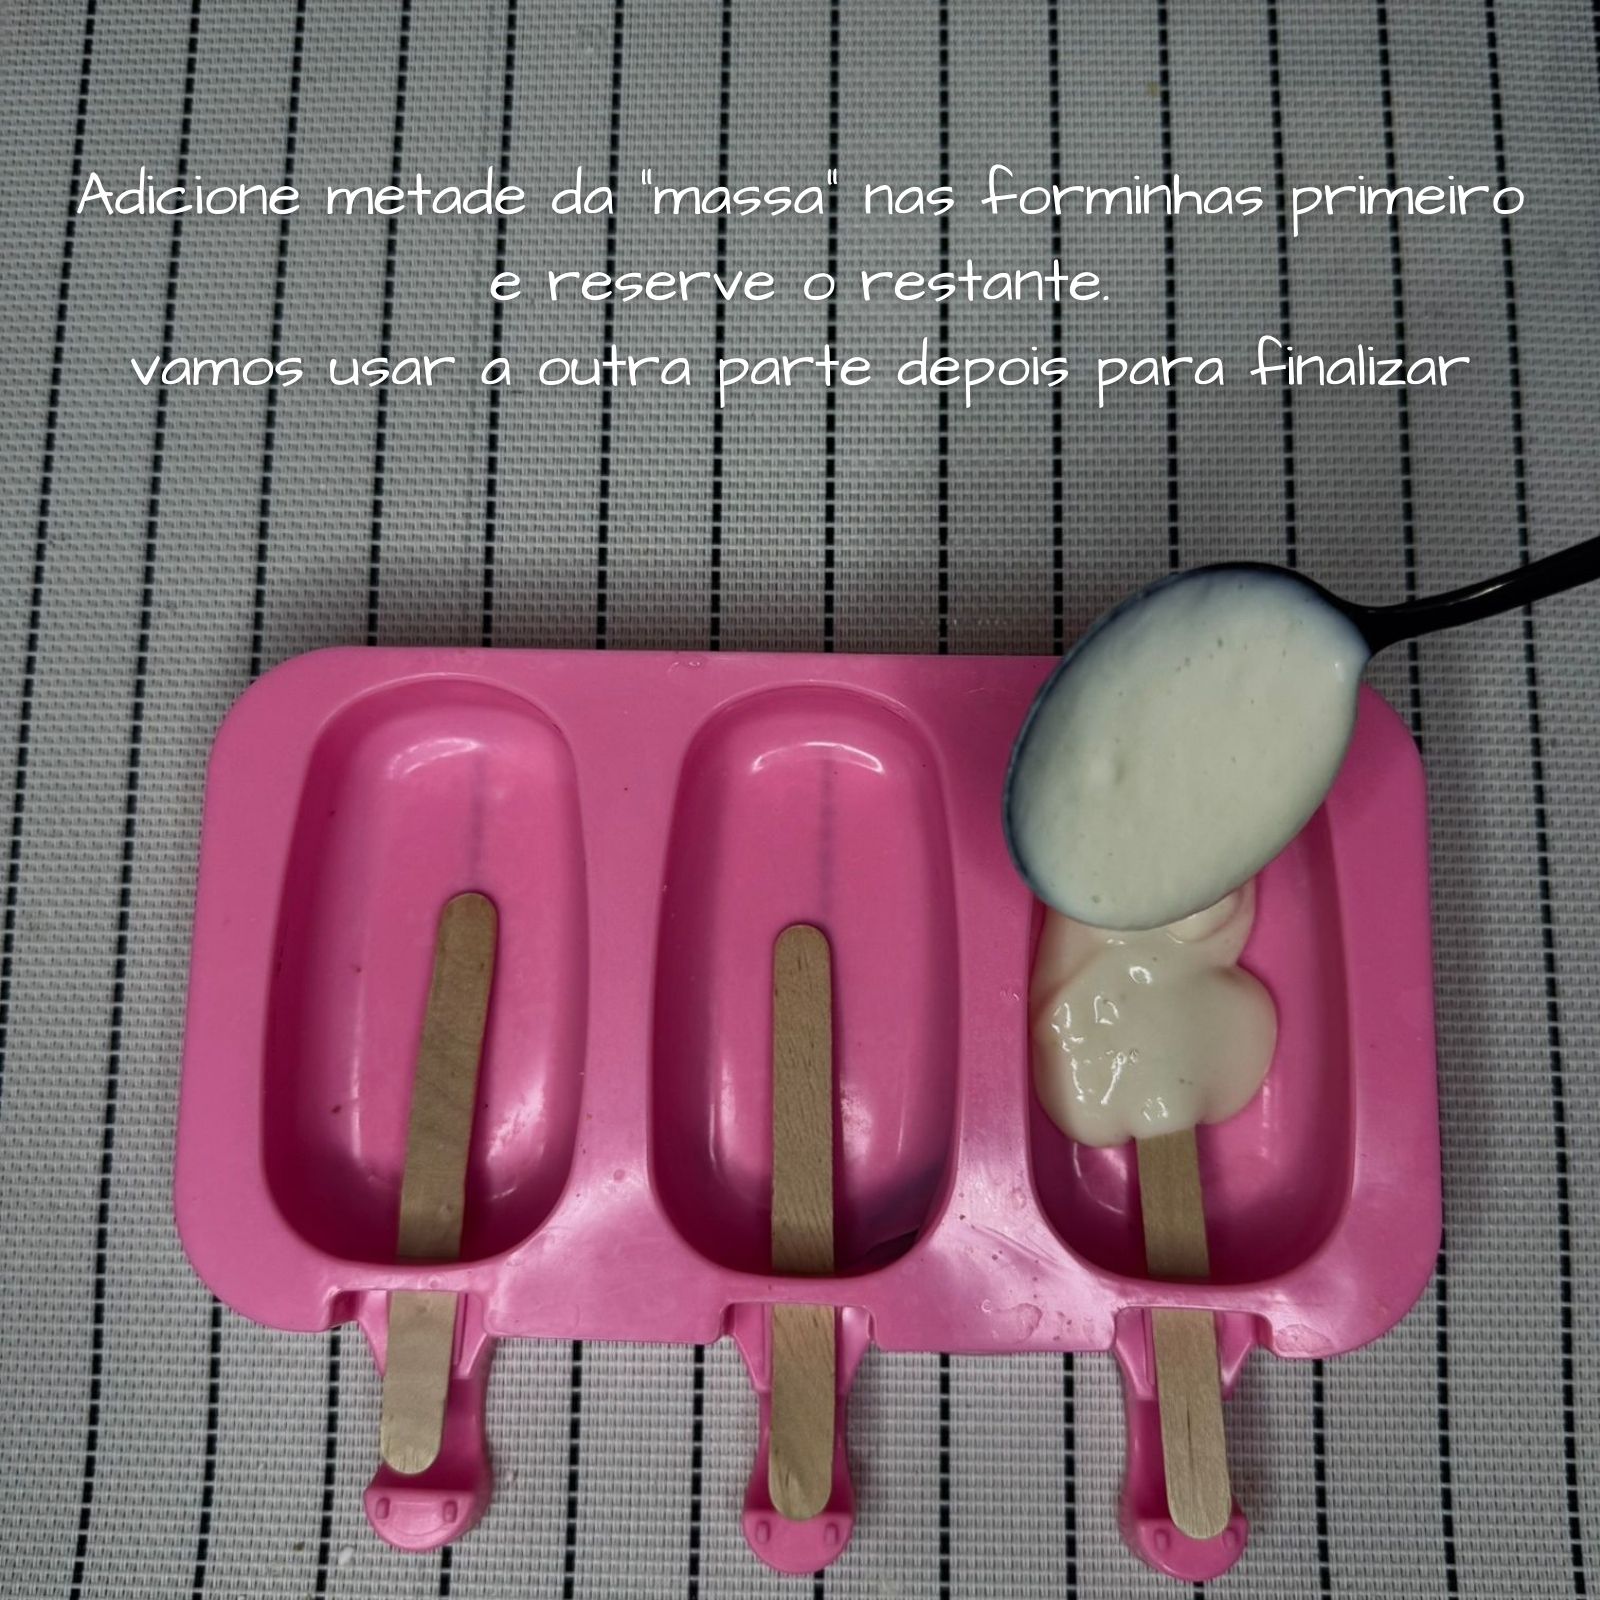 Adicione metade da "massa" nas forminhas primeiro
e reserve o restante.
vamos usar a outra parte depois para finalizar